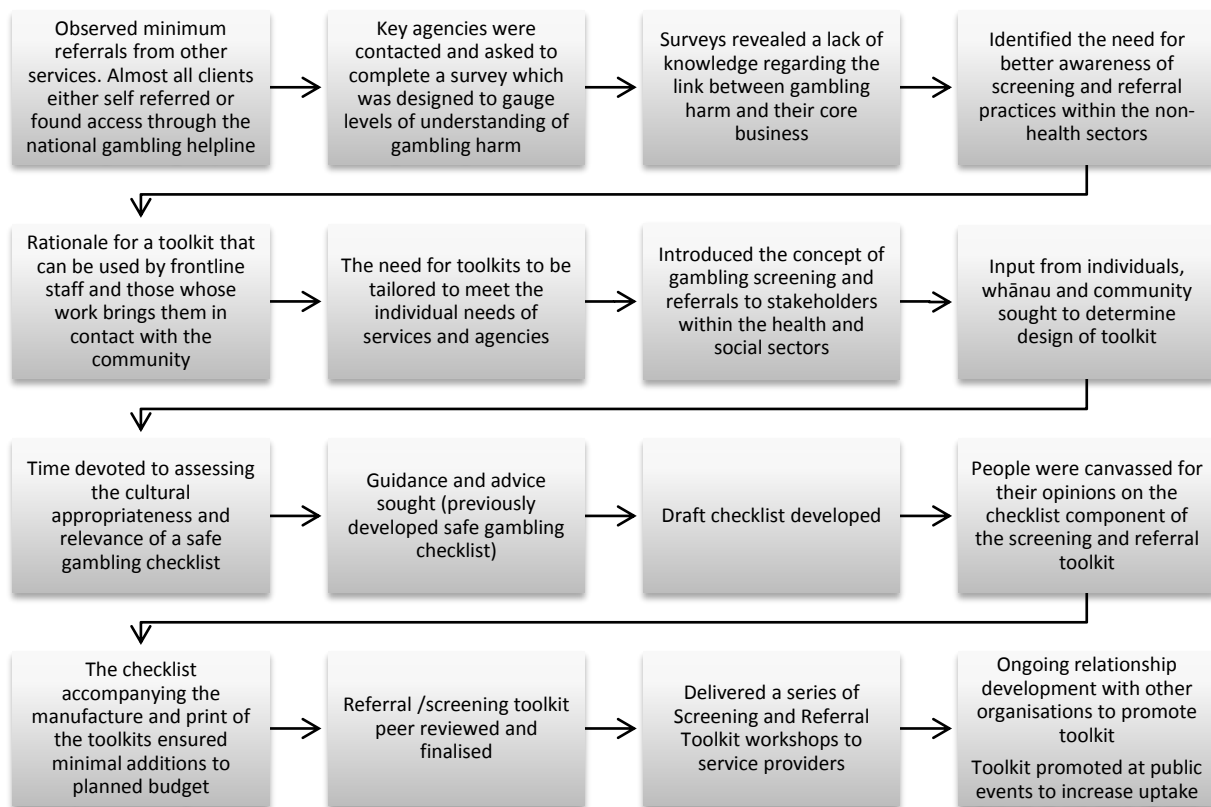 Observed minimum
referrals from other
services. Almost all clients
either self referred or
found access through the
national gambling helpline
Key agencies were
contacted and asked to
complete a survey which
was designed to gauge
levels of understanding of
gambling harm
Surveys revealed a lack of
knowledge regarding the
link between gambling
harm and their core
business
Identified the need for
better awareness of
screening and referral
practices within the non-
health sectors
Rationale for a toolkit that
can be used by frontline
staff and those whose
work brings them in
contact with the
community
The need for toolkits to be
tailored to meet the
individual needs of
services and agencies
Introduced the concept of
gambling screening and
referrals to stakeholders
within the health and
social sectors
Input from individuals,
whānau and community
sought to determine
design of toolkit
Time devoted to assessing
the cultural
appropriateness and
relevance of a safe
gambling checklist
Guidance and advice
sought (previously
developed safe gambling
checklist)
Draft checklist developed
People were canvassed for
their opinions on the
checklist component of
the screening and referral
toolkit
The checklist
accompanying the
manufacture and print of
the toolkits ensured
minimal additions to
planned budget
Referral /screening toolkit
peer reviewed and
finalised
Delivered a series of
Screening and Referral
Toolkit workshops to
service providers
Ongoing relationship
development with other
organisations to promote
toolkit
Toolkit promoted at public
events to increase uptake